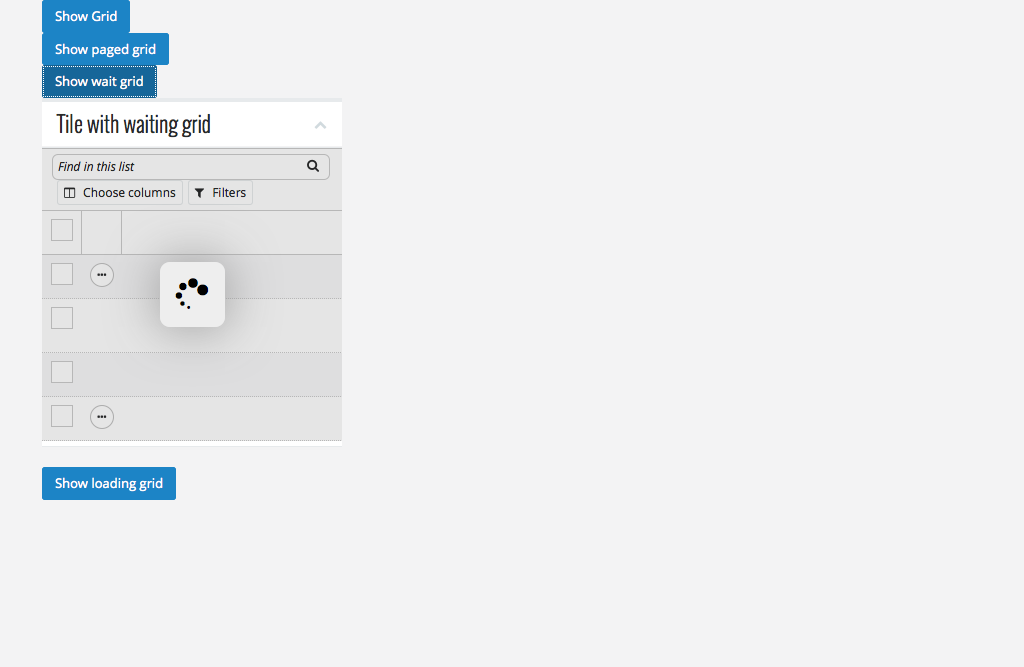 Show Grid
Show paged grid
Show wait grid
Tile with waiting grid
Find in this list
Choose columns Filters
Show loading grid